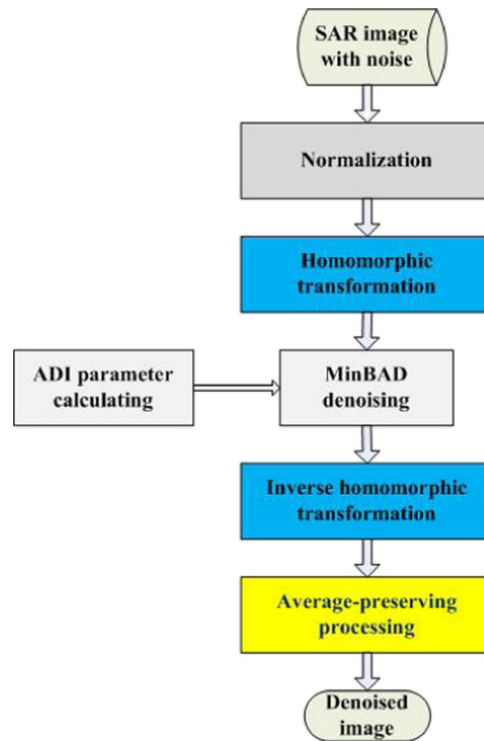 SAR image
with noise
Normalization
Homomorphic
transformation
ADI parameter
calculating
MinBAD
denoising
Inverse homomorphic
transformation
Average-preserving
processing
Denoised
image